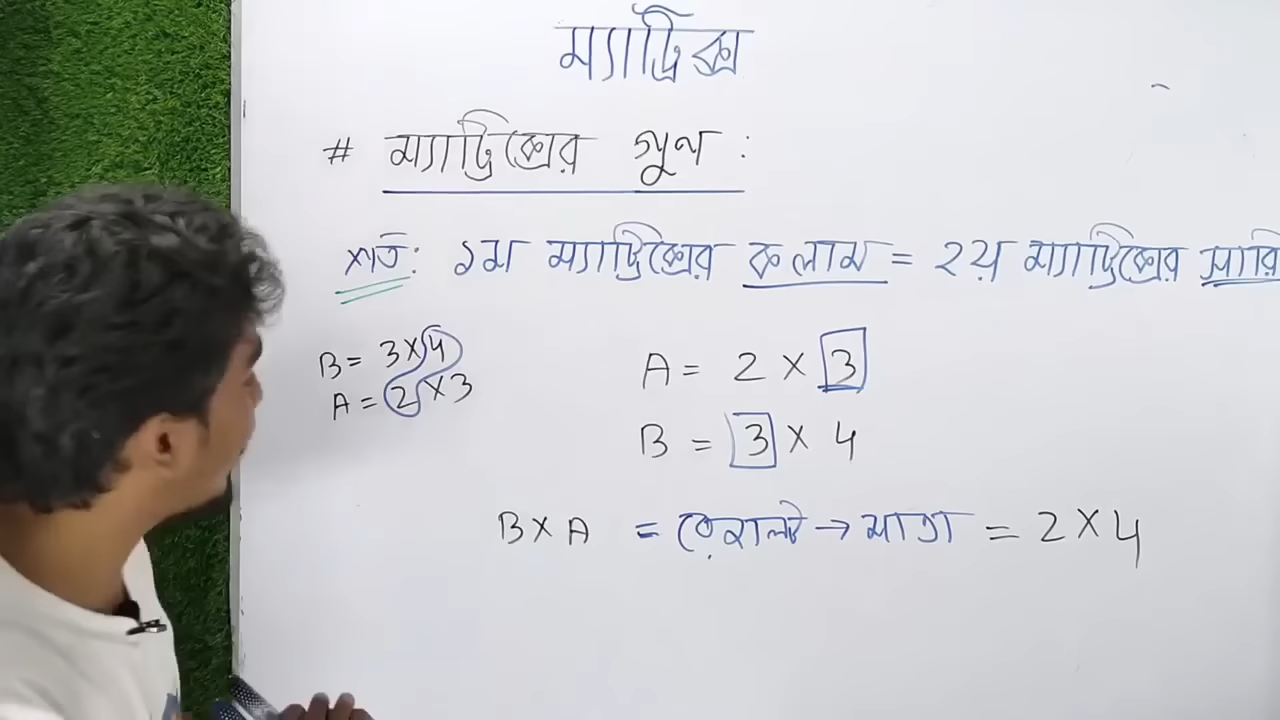 ম্যাট্রিক্স
# ম্যাট্রিক্সের গুণ :
শর্ত: ১ম ম্যাট্রিক্সের কলাম = ২য় ম্যাট্রিক্সের সারি
B = 3 × 4
A = 2 × 3
A = 2 × 3
B = 3 × 4
B × A = → মাত্রা = 2 × 4